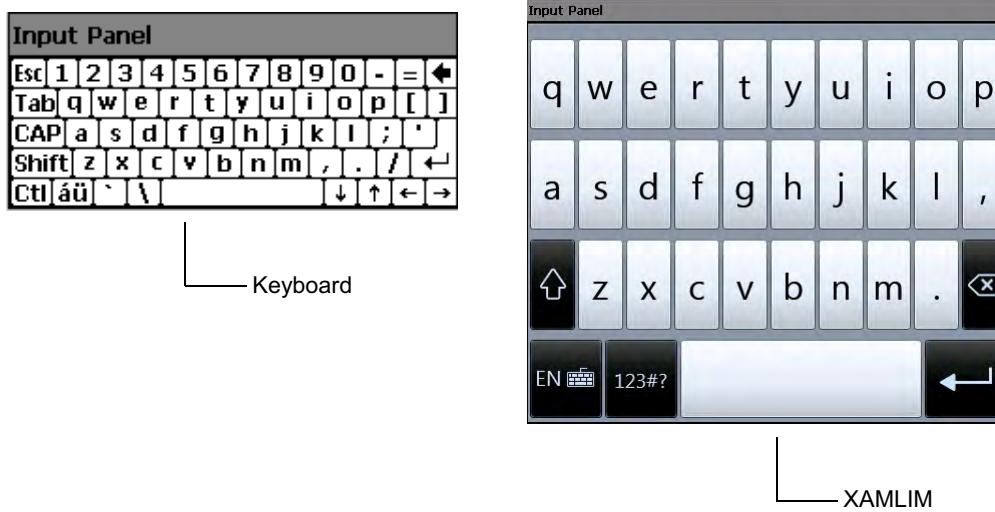 Input Panel
Esc 1 2 3 4 5 6 7 8 9 0 - = 🡄
Tab q w e r t y u i o p [ ]
CAP a s d f g h j k l ; '
Shift z x c v b n m , . / ↵
Ctl áü ` \ ↓ ↑ ← →
Keyboard
Input Panel
q w e r t y u i o p
a s d f g h j k l ,
z x c v b n m .
EN 123#?
XAMLIM